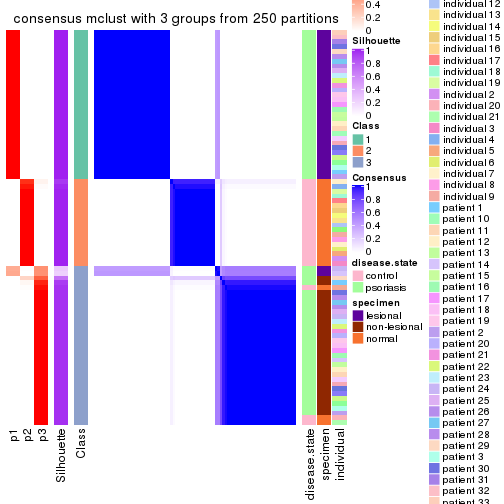 consensus mclust with 3 groups from 250 partitions
p1
p2
p3
Silhouette
Class
disease.state
specimen
individual
0.4
0.2
0
Silhouette
1
0.8
0.6
0.4
0.2
0
Class
1
2
3
Consensus
1
0.8
0.6
0.4
0.2
0
disease.state
control
psoriasis
specimen
lesional
non-lesional
normal
individual 12
individual 13
individual 14
individual 15
individual 16
individual 17
individual 18
individual 19
individual 2
individual 20
individual 21
individual 3
individual 4
individual 5
individual 6
individual 7
individual 8
individual 9
patient 1
patient 10
patient 11
patient 12
patient 13
patient 14
patient 15
patient 16
patient 17
patient 18
patient 19
patient 2
patient 20
patient 21
patient 22
patient 23
patient 24
patient 25
patient 26
patient 27
patient 28
patient 29
patient 3
patient 30
patient 31
patient 32
patient 33